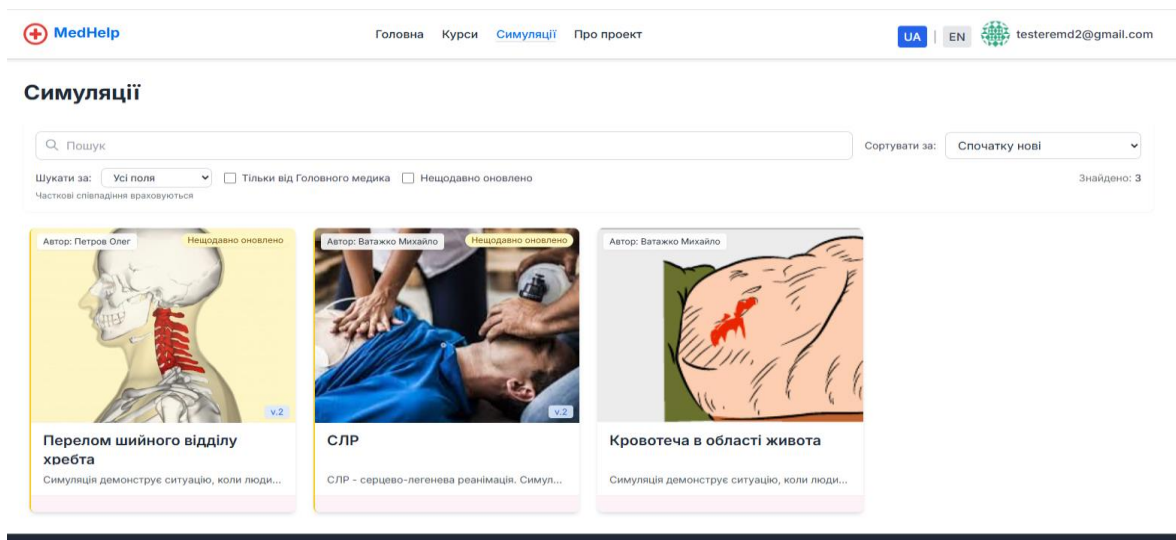 MedHelp
Головна Курси Симуляції Про проект
UA | EN testeremd2@gmail.com
Симуляції
Пошук
Сортувати за: Спочатку нові
Шукати за: Усі поля Тільки від Головного медика Нещодавно оновлено
Знайдено: 3
Часткові співпадіння враховуються
Автор: Петров Олег Нещодавно оновлено
v.2
Перелом шийного відділу
хребта
Симуляція демонструє ситуацію, коли люди...
Автор: Ватажко Михайло Нещодавно оновлено
v.2
СЛР
СЛР - серцево-легенева реанімація. Симул...
Автор: Ватажко Михайло
Кровотеча в області живота
Симуляція демонструє ситуацію, коли люди...